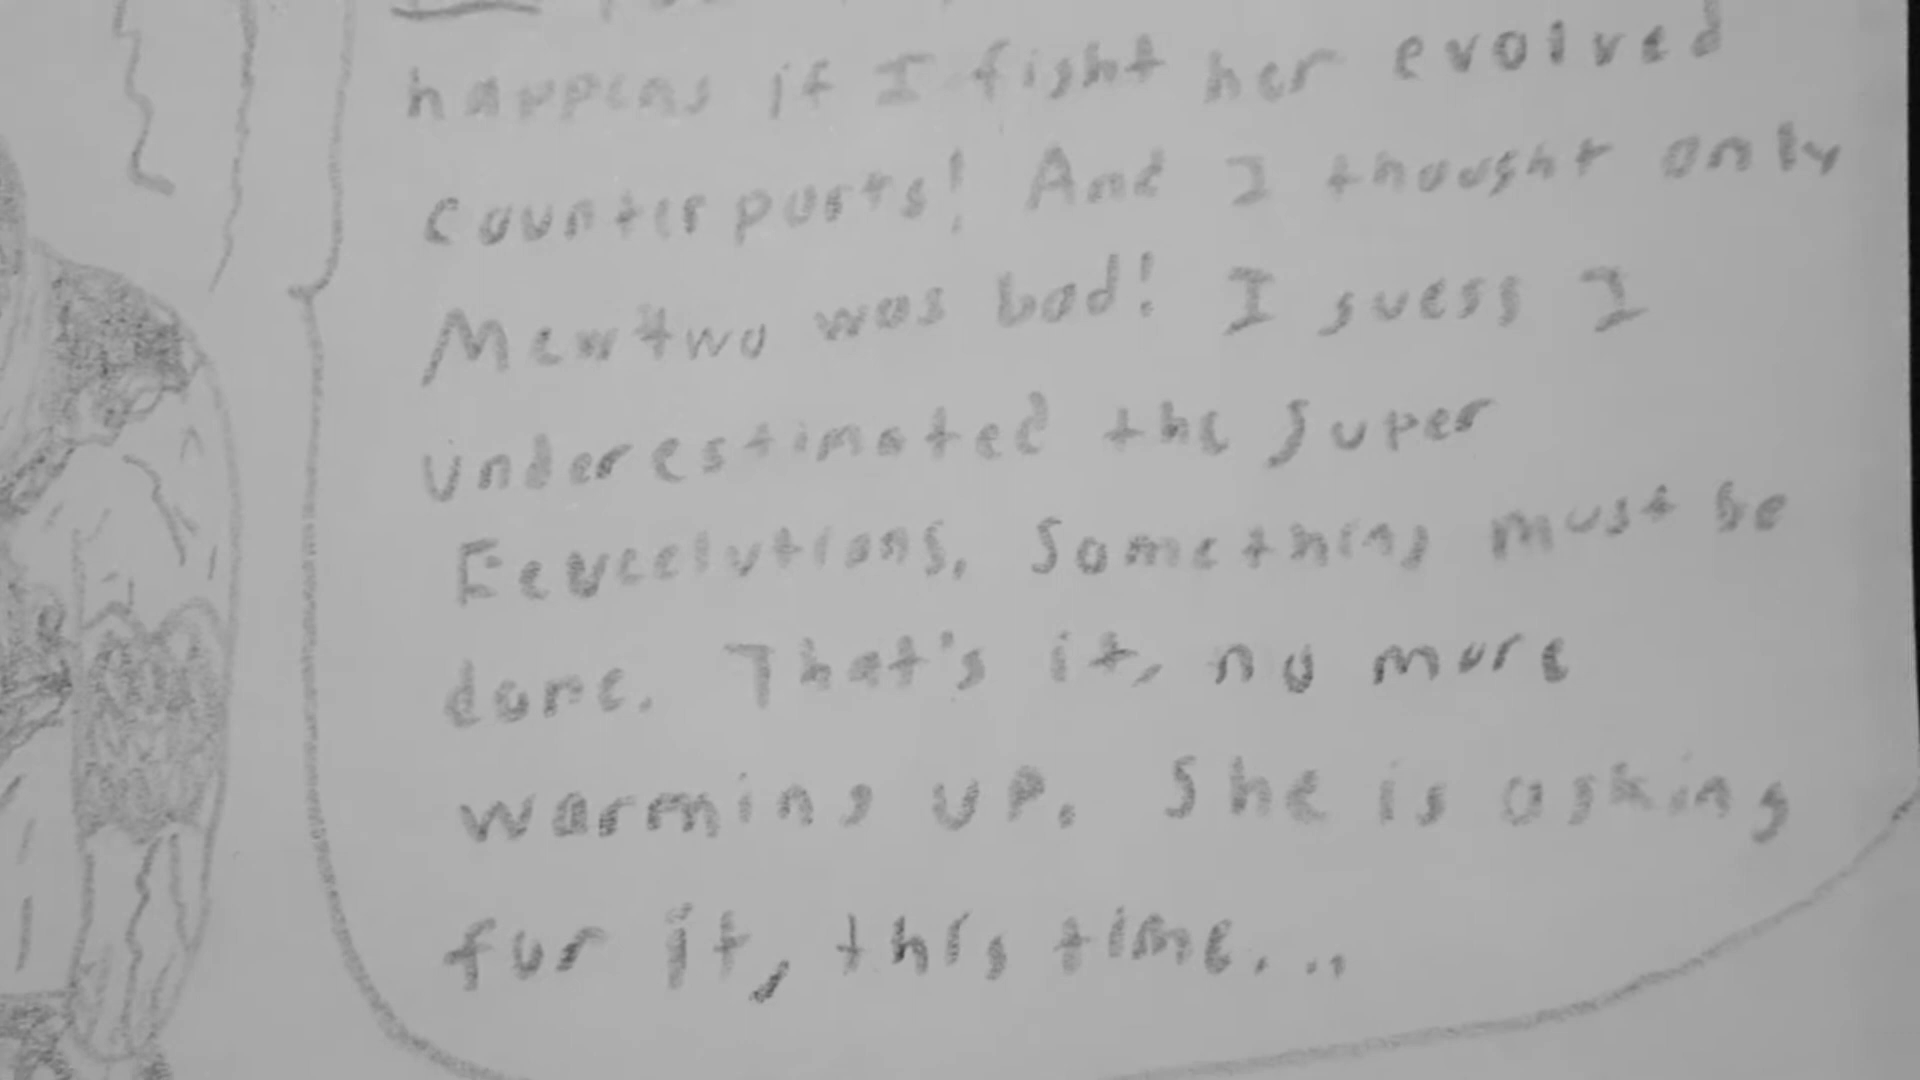 happens if I fight her evolved
counterparts! And I thought only
Mewtwo was bad! I guess I
underestimated the Super
Eeveelutions. Something must be
done. That's it, no more
warming up. She is asking
for it, this time...